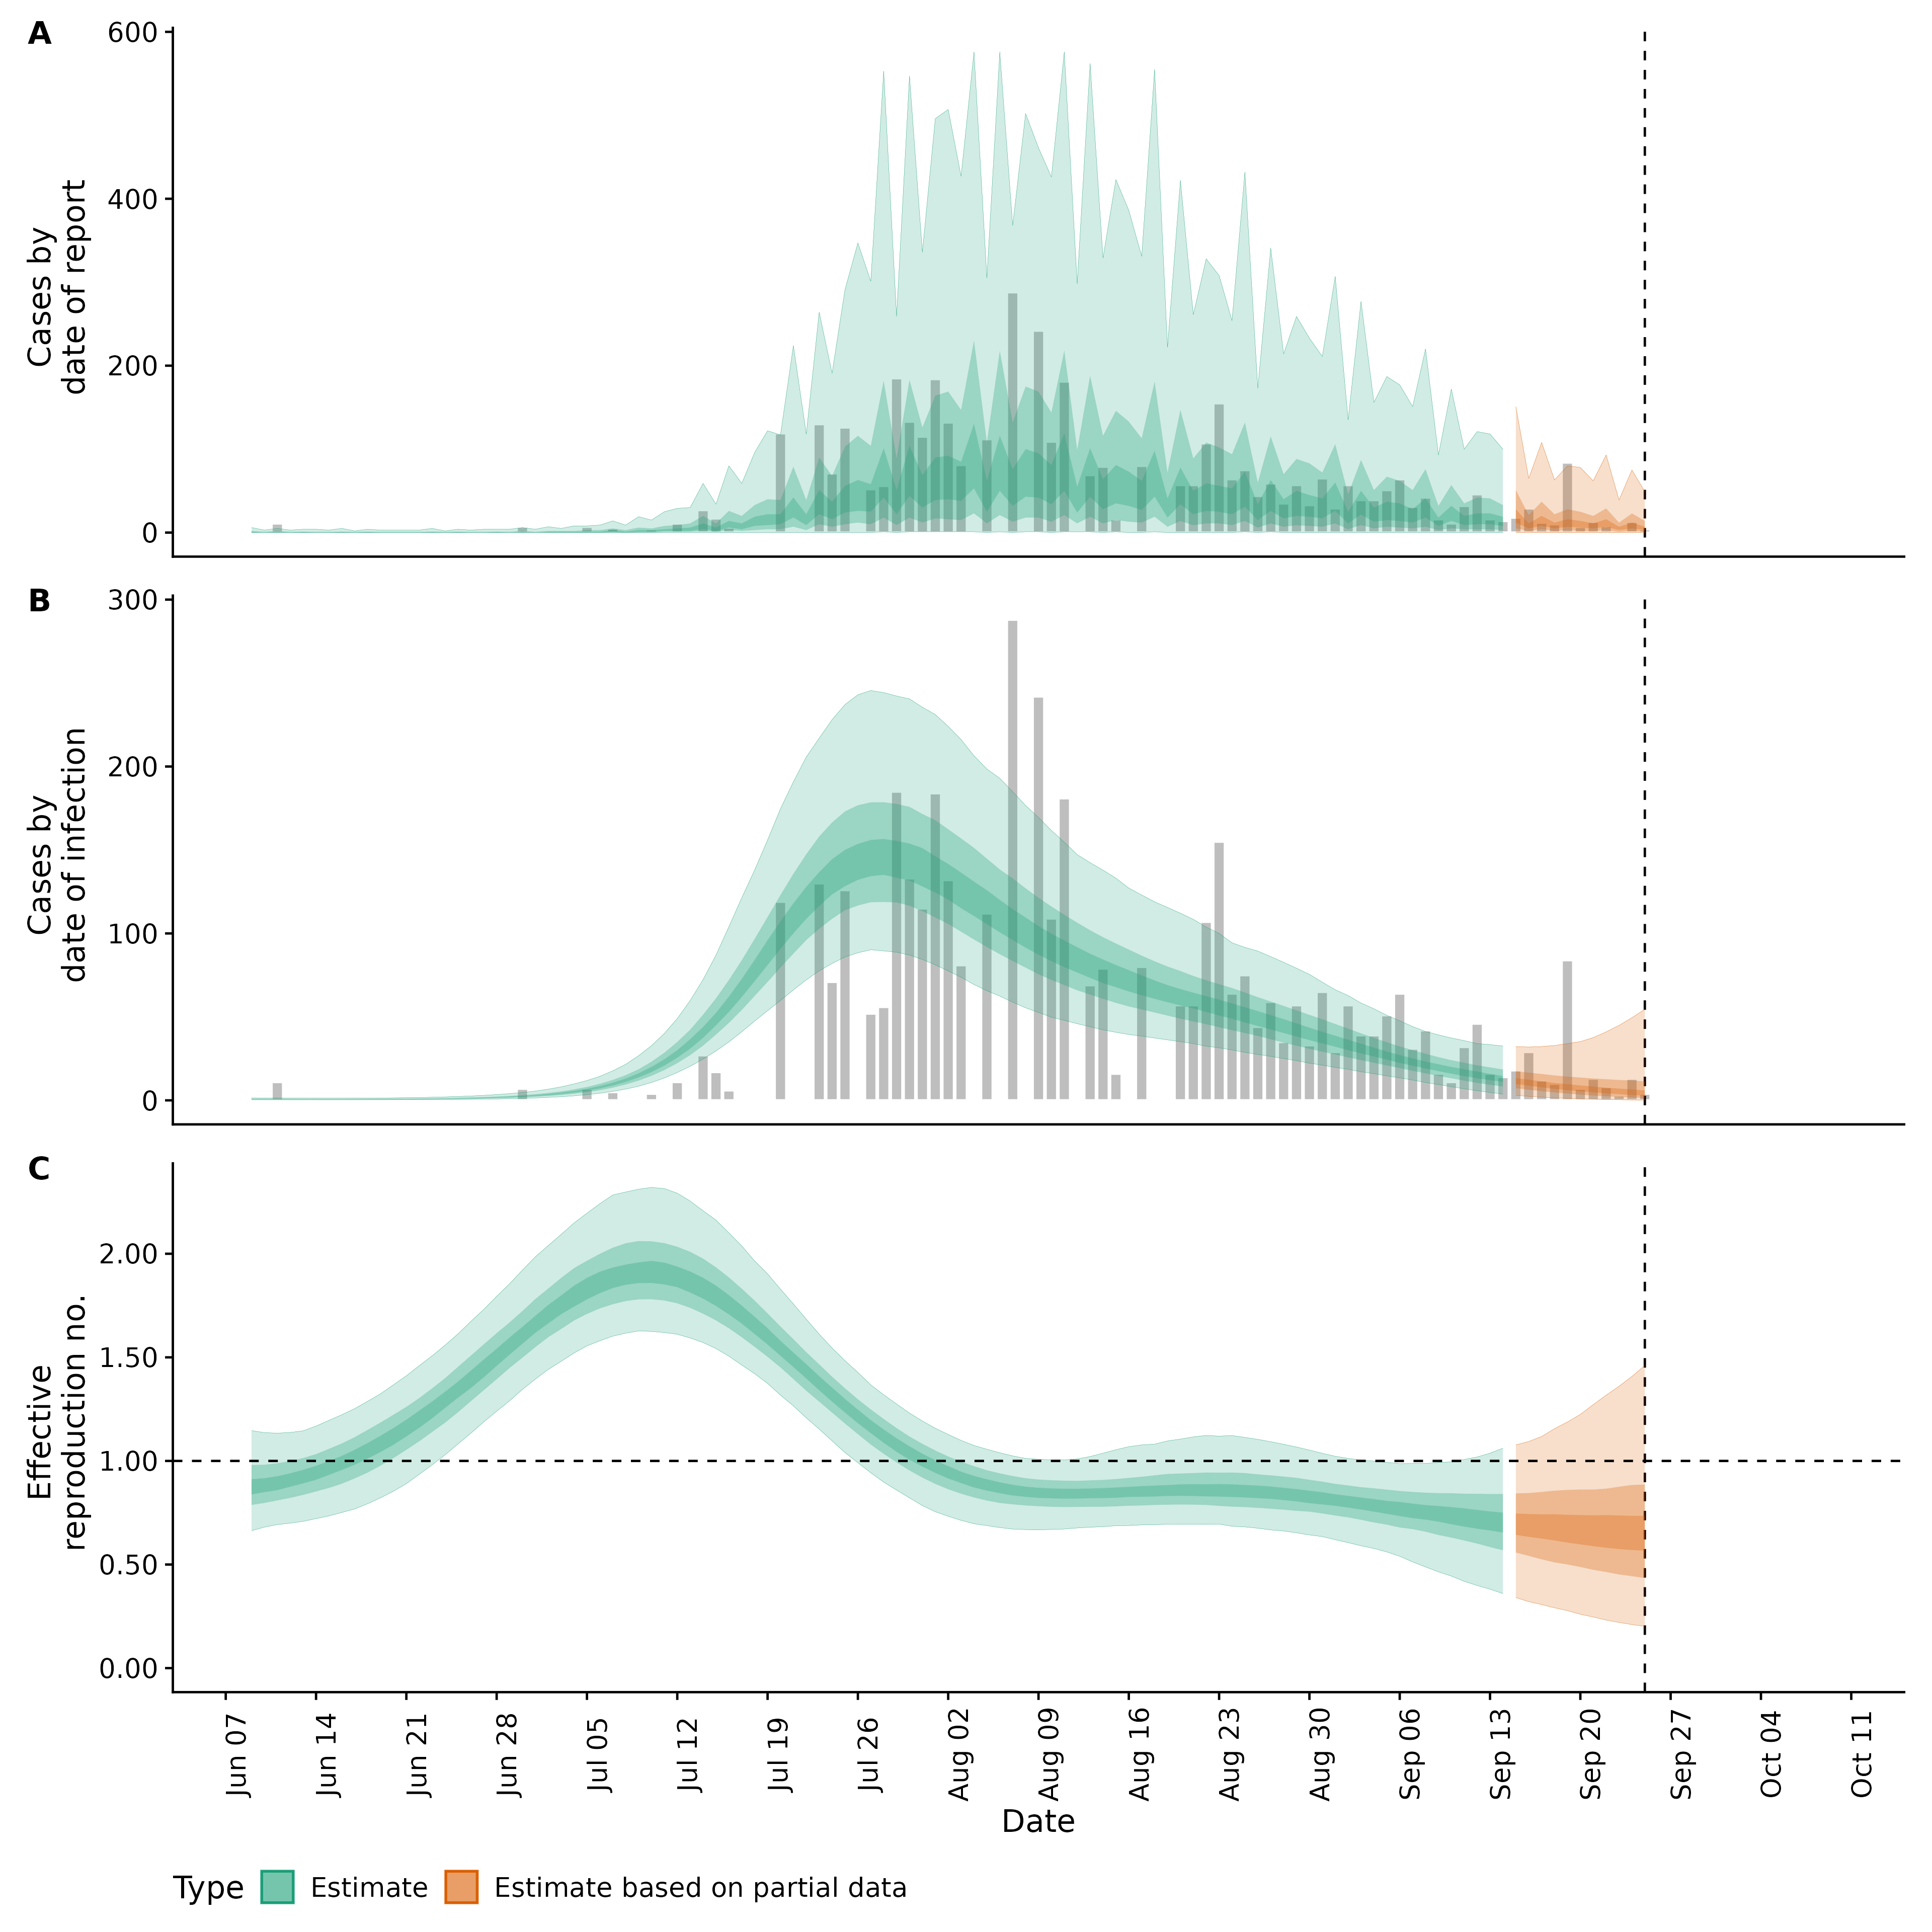 A
600
400
200
0
Cases by
date of report
B
300
200
100
0
Cases by
date of infection
C
2.00
1.50
1.00
0.50
0.00
Effective
reproduction no.
Jun 07
Jun 14
Jun 21
Jun 28
Jul 05
Jul 12
Jul 19
Jul 26
Aug 02
Aug 09
Aug 16
Aug 23
Aug 30
Sep 06
Sep 13
Sep 20
Sep 27
Oct 04
Oct 11
Date
Type Estimate Estimate based on partial data